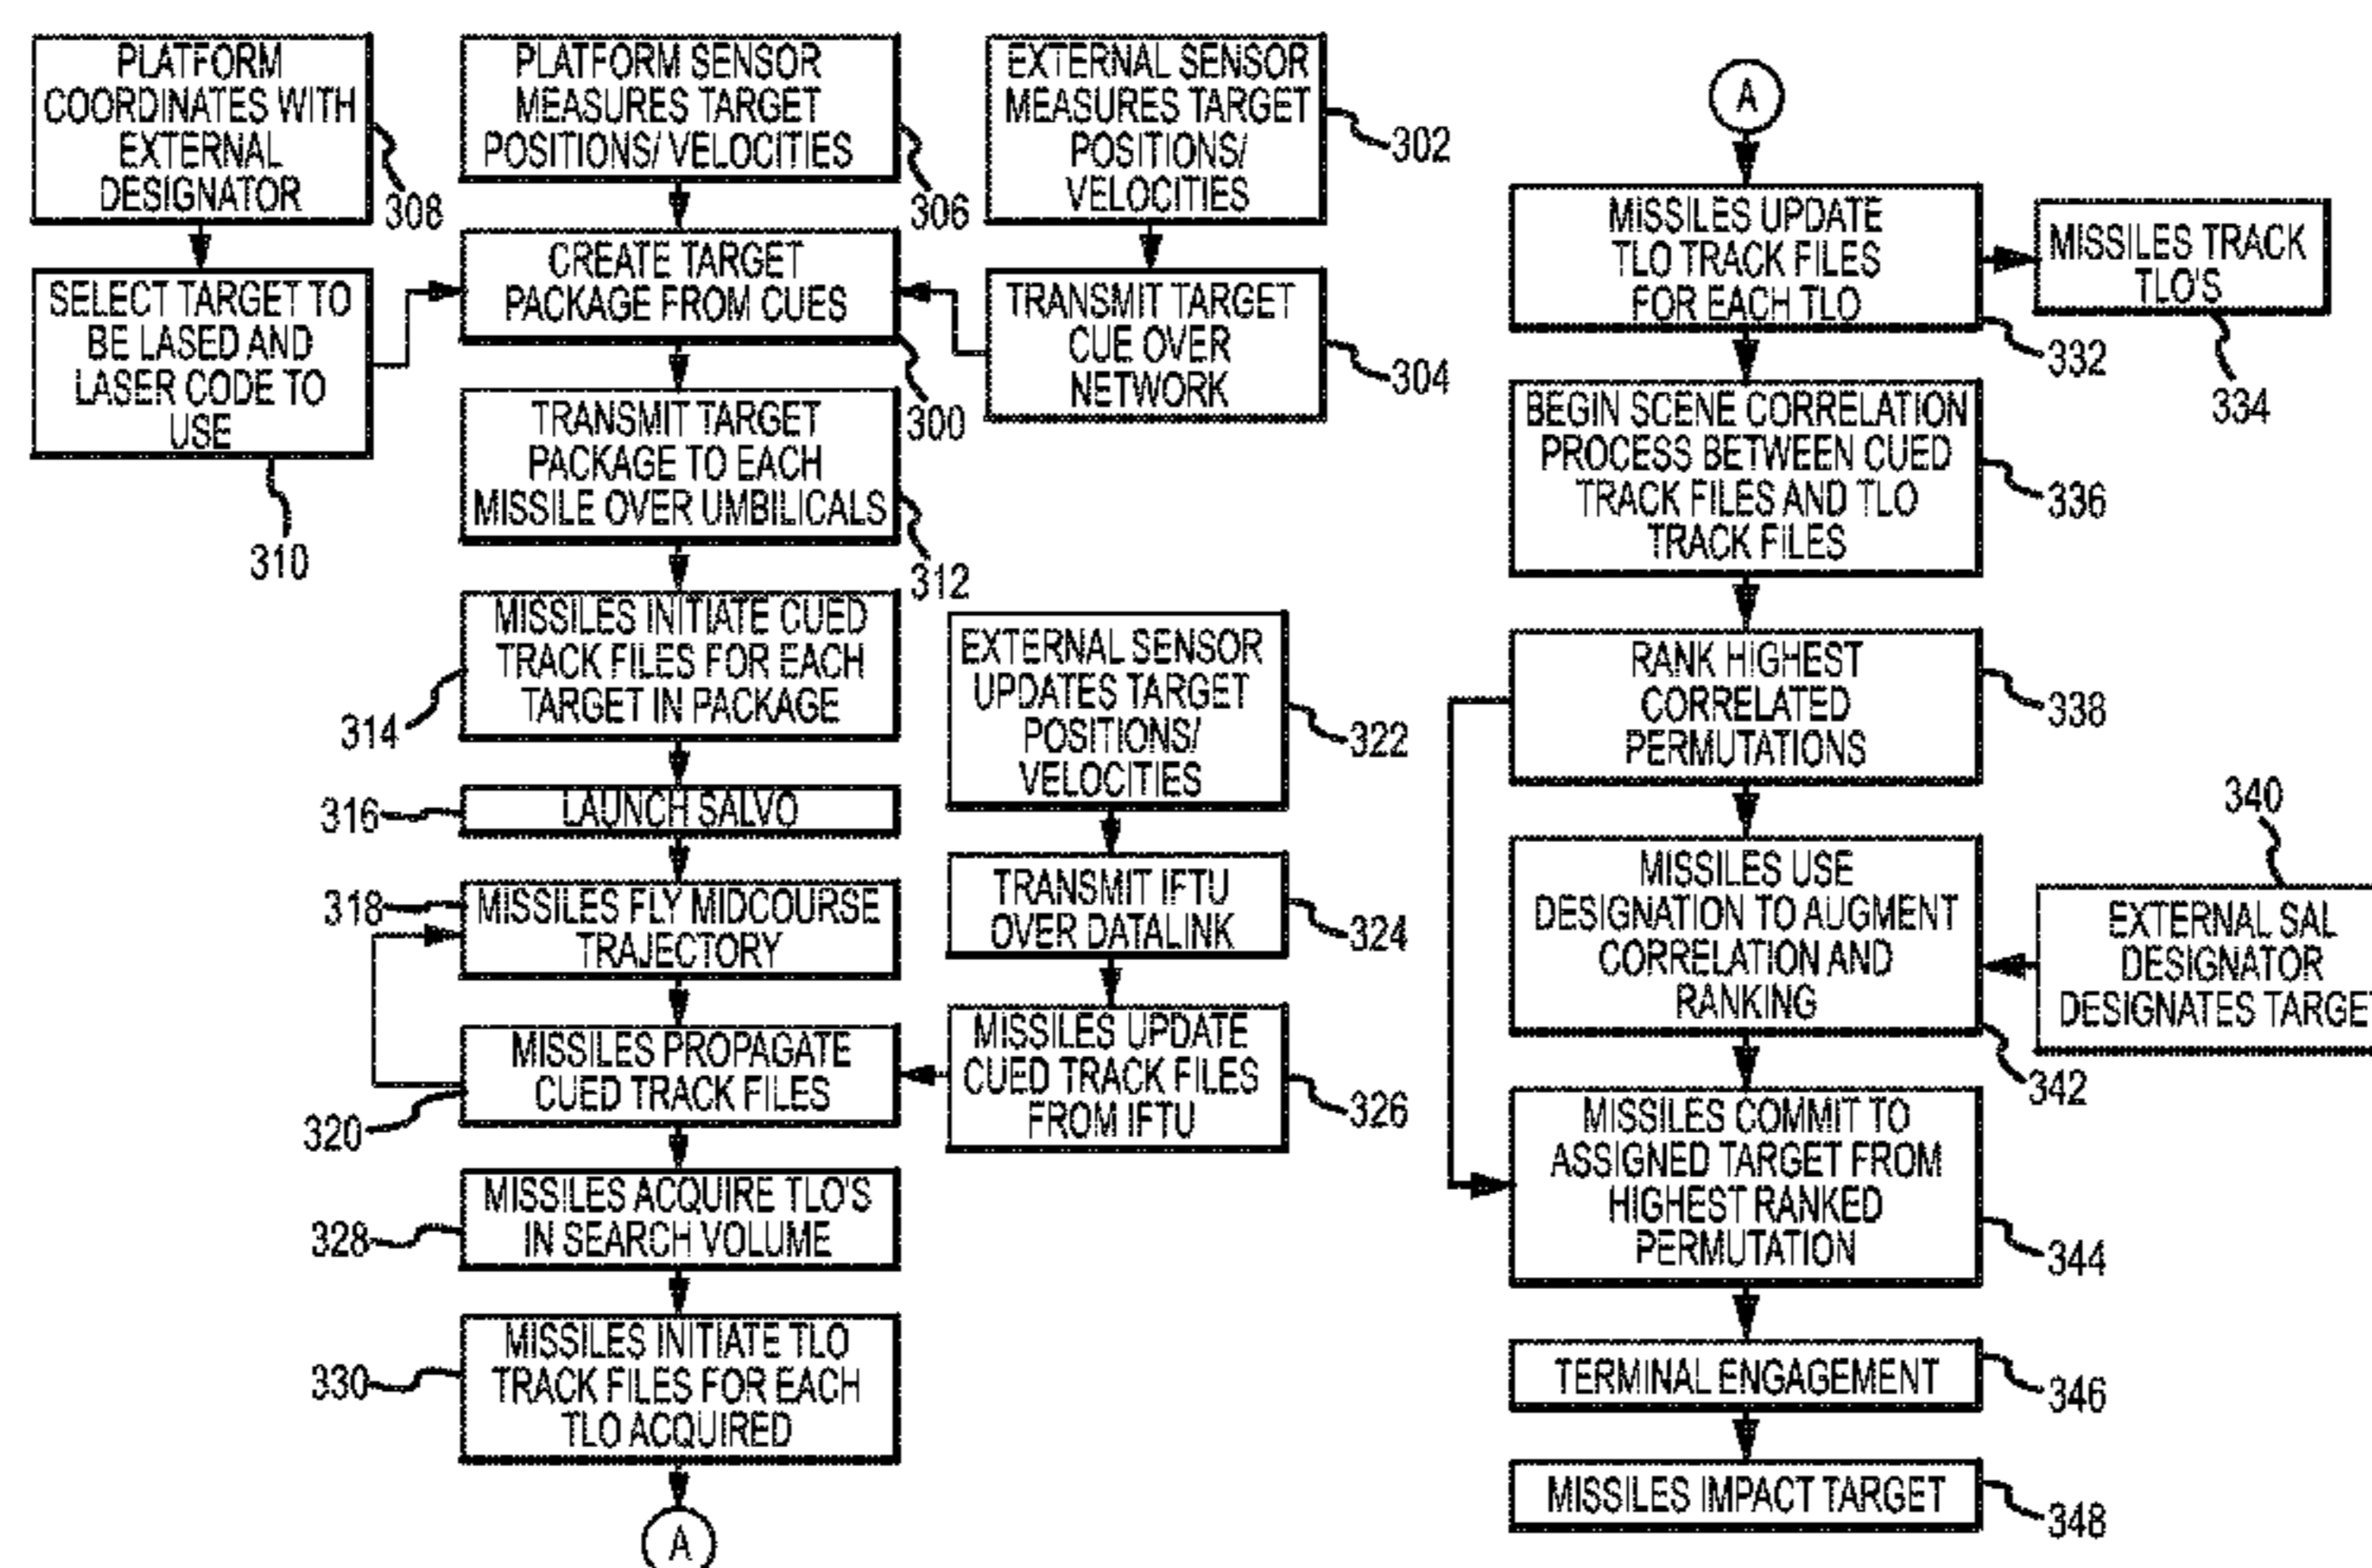 PLATFORM
COORDINATES WITH
EXTERNAL
DESIGNATOR
308
SELECT TARGET TO
BE LASED AND
LASER CODE TO
USE
310
PLATFORM SENSOR
MEASURES TARGET
POSITIONS/ VELOCITIES
306
EXTERNAL SENSOR
MEASURES TARGET
POSITIONS/
VELOCITIES
302
CREATE TARGET
PACKAGE FROM CUES
300
TRANSMIT TARGET
CUE OVER
NETWORK
304
TRANSMIT TARGET
PACKAGE TO EACH
MISSILE OVER UMBILICALS
312
MISSILES INITIATE CUED
TRACK FILES FOR EACH
TARGET IN PACKAGE
314
LAUNCH SALVO
316
MISSILES FLY MIDCOURSE
TRAJECTORY
318
EXTERNAL SENSOR
UPDATES TARGET
POSITIONS/
VELOCITIES
322
TRANSMIT IFTU
OVER DATALINK
324
MISSILES UPDATE
CUED TRACK FILES
FROM IFTU
326
MISSILES PROPAGATE
CUED TRACK FILES
320
MISSILES ACQUIRE TLO'S
IN SEARCH VOLUME
328
MISSILES INITIATE TLO
TRACK FILES FOR EACH
TLO ACQUIRED
330
A
A
MISSILES UPDATE
TLO TRACK FILES
FOR EACH TLO
332
MISSILES TRACK
TLO'S
334
BEGIN SCENE CORRELATION
PROCESS BETWEEN CUED
TRACK FILES AND TLO
TRACK FILES
336
RANK HIGHEST
CORRELATED
PERMUTATIONS
338
340
EXTERNAL SAL
DESIGNATOR
DESIGNATES TARGET
MISSILES USE
DESIGNATION TO AUGMENT
CORRELATION AND
RANKING
342
MISSILES COMMIT TO
ASSIGNED TARGET FROM
HIGHEST RANKED
PERMUTATION
344
TERMINAL ENGAGEMENT
346
MISSILES IMPACT TARGET
348